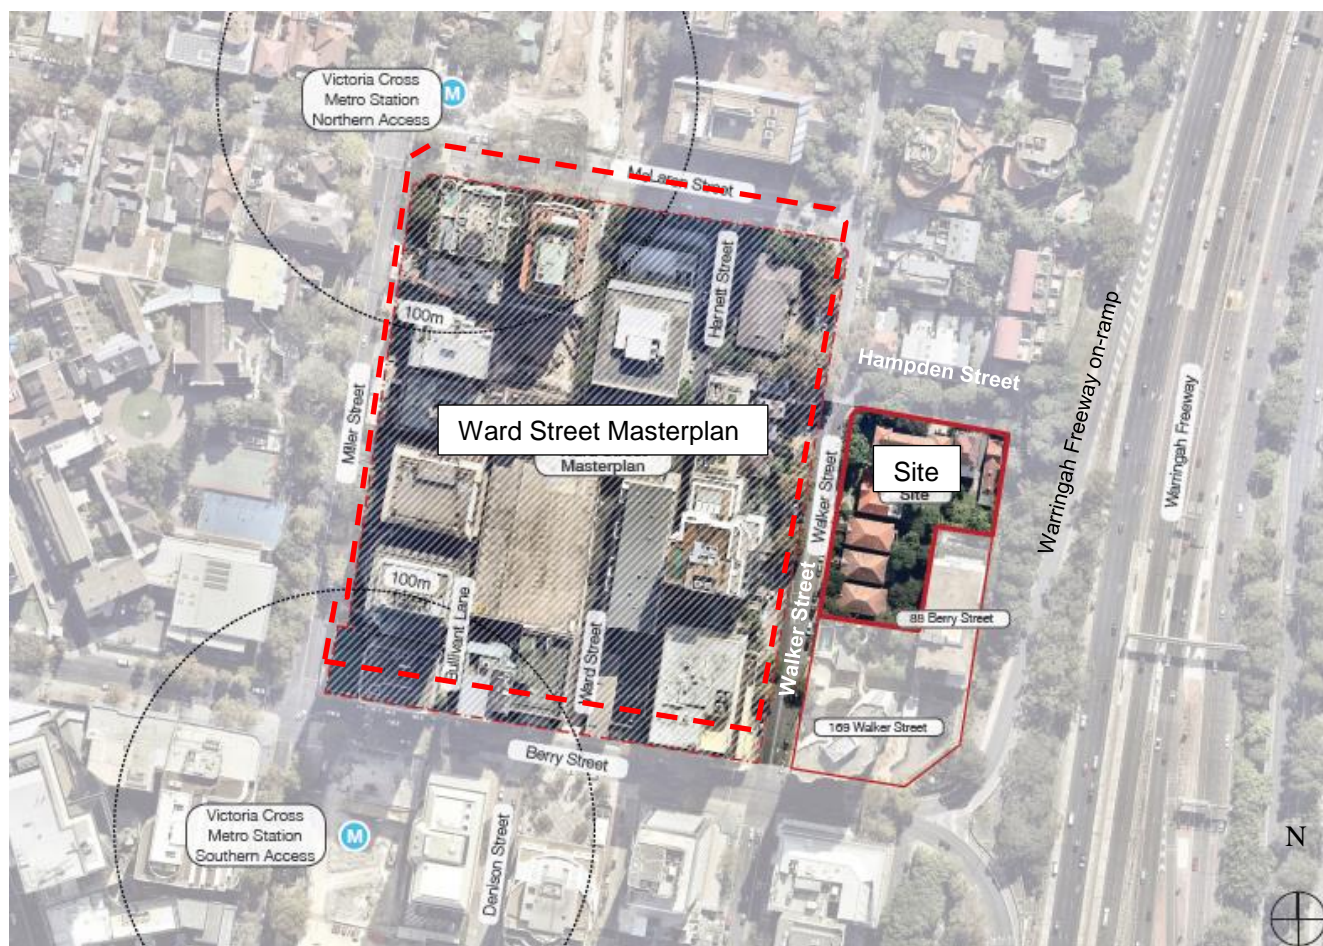 Victoria Cross
Metro Station
Northern Access
M
McLaren Street
Harnett Street
100m
Hampden Street
Warringah Freeway on-ramp
Warringah Freeway
Miller Street
Ward Street Masterplan
Masterplan
Walker Street
Site
Site
100m
Bullivant Lane
Ward Street
Walker Street
88 Berry Street
169 Walker Street
Berry Street
Victoria Cross
Metro Station
Southern Access
M
Denison Street
N